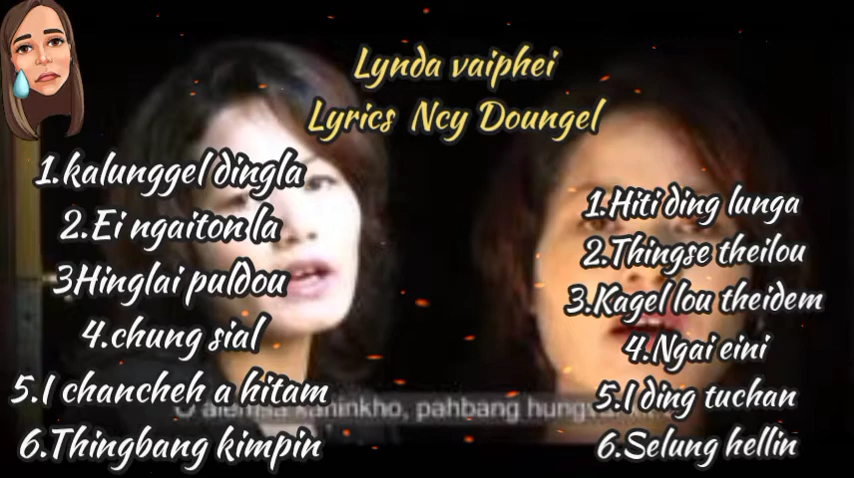 Lynda vaiphei
Lyrics Ncy Doungel
1.kalunggel dingla
2.Ei ngaiton la
3Hinglai puldou
4.chung sial
5.I chancheh a hitam
6.Thingbang kimpin
1.Hiti ding lunga
2.Thingse theilou
3.Kagel lou theidem
4.Ngai eini
5.I ding tuchan
6.Selung hellin
kaninkho, pahbang